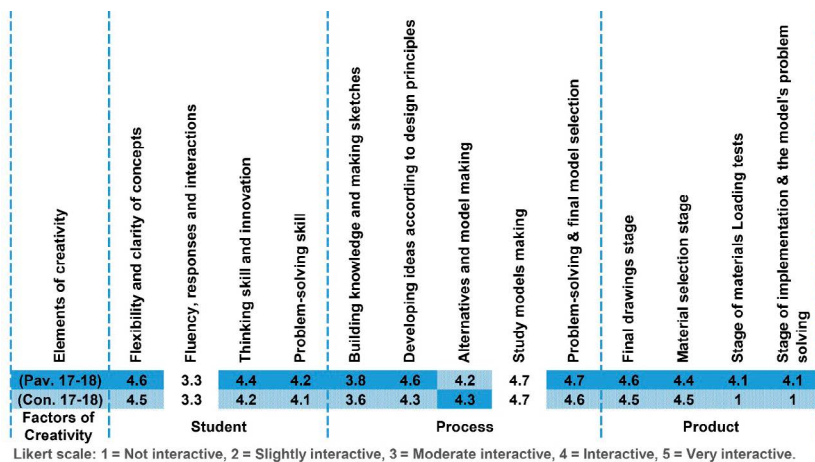 Elements of creativity
Flexibility and clarity of concepts
Fluency, responses and interactions
Thinking skill and innovation
Problem-solving skill
Building knowledge and making sketches
Developing ideas according to design principles
Alternatives and model making
Study models making
Problem-solving & final model selection
Final drawings stage
Material selection stage
Stage of materials Loading tests
Stage of implementation & the model's problem
solving
(Pav. 17-18) 4.6 3.3 4.4 4.2 3.8 4.6 4.2 4.7 4.7 4.6 4.4 4.1 4.1
(Con. 17-18) 4.5 3.3 4.2 4.1 3.6 4.3 4.3 4.7 4.6 4.5 4.5 1 1
Factors of
Creativity
Student
Process
Product
Likert scale: 1 = Not interactive, 2 = Slightly interactive, 3 = Moderate interactive, 4 = Interactive, 5 = Very interactive.